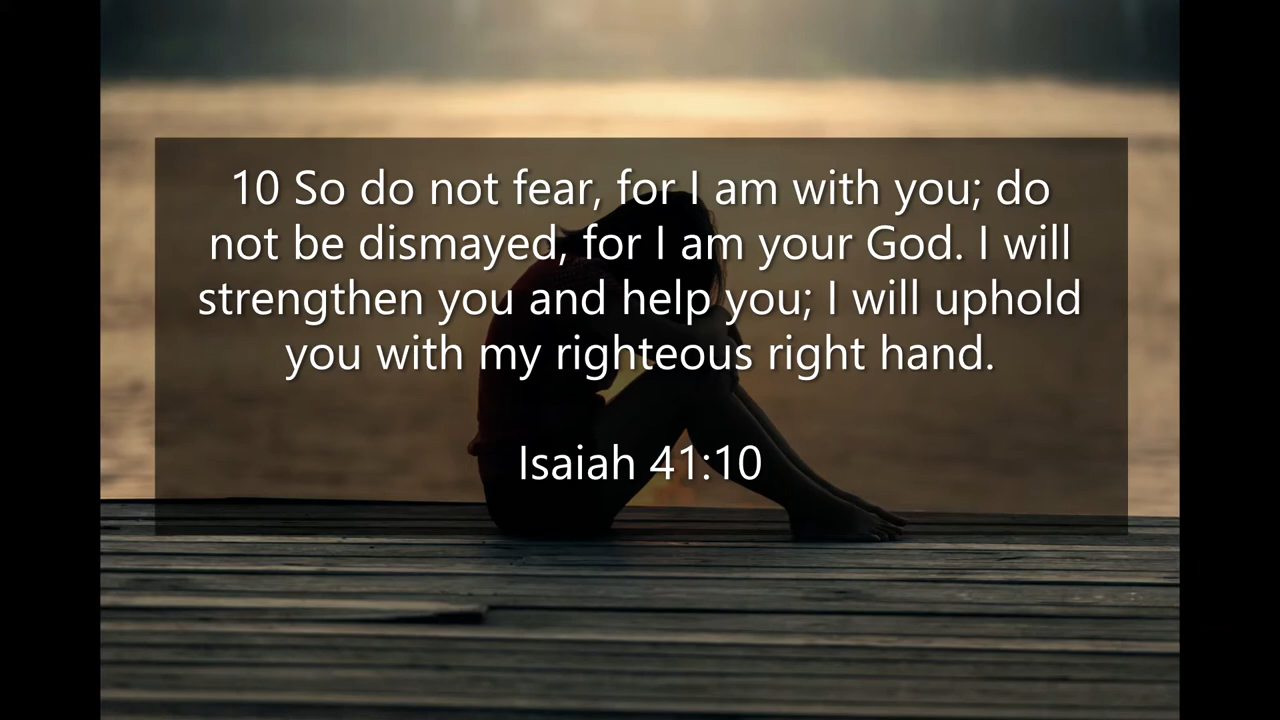 10 So do not fear, for I am with you; do
not be dismayed, for I am your God. I will
strengthen you and help you; I will uphold
you with my righteous right hand.
Isaiah 41:10